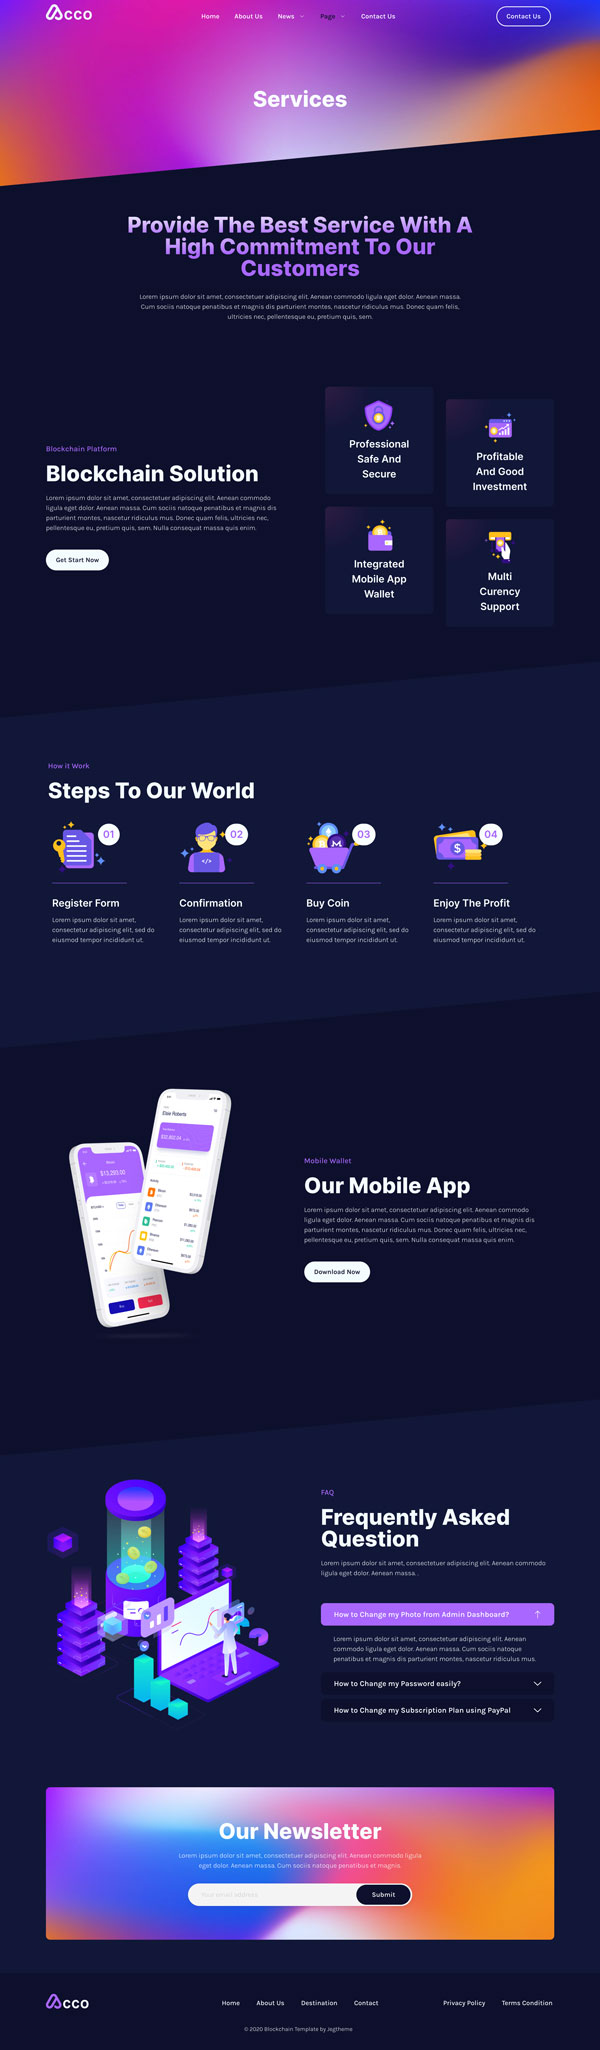 Acco
Home About Us News Page Contact Us
Contact Us
Services
Provide The Best Service With A
High Commitment To Our
Customers
Lorem ipsum dolor sit amet, consectetuer adipiscing elit. Aenean commodo ligula eget dolor. Aenean massa.
Cum sociis natoque penatibus et magnis dis parturient montes, nascetur ridiculus mus. Donec quam felis,
ultricies nec, pellentesque eu, pretium quis, sem.
Blockchain Platform
Blockchain Solution
Lorem ipsum dolor sit amet, consectetuer adipiscing elit. Aenean commodo
ligula eget dolor. Aenean massa. Cum sociis natoque penatibus et magnis dis
parturient montes, nascetur ridiculus mus. Donec quam felis, ultricies nec,
pellentesque eu, pretium quis, sem. Nulla consequat massa quis enim.
Get Start Now
Professional
Safe And
Secure
Profitable
And Good
Investment
Integrated
Mobile App
Wallet
Multi
Curency
Support
How it Work
Steps To Our World
01
Register Form
Lorem ipsum dolor sit amet,
consectetur adipiscing elit, sed do
eiusmod tempor incididunt ut.
02
</>
Confirmation
Lorem ipsum dolor sit amet,
consectetur adipiscing elit, sed do
eiusmod tempor incididunt ut.
03
Buy Coin
Lorem ipsum dolor sit amet,
consectetur adipiscing elit, sed do
eiusmod tempor incididunt ut.
04
$
Enjoy The Profit
Lorem ipsum dolor sit amet,
consectetur adipiscing elit, sed do
eiusmod tempor incididunt ut.
$13,293.00
Buy
Mobile Wallet
Our Mobile App
Lorem ipsum dolor sit amet, consectetuer adipiscing elit. Aenean commodo
ligula eget dolor. Aenean massa. Cum sociis natoque penatibus et magnis dis
parturient montes, nascetur ridiculus mus. Donec quam felis, ultricies nec,
pellentesque eu, pretium quis, sem. Nulla consequat massa quis enim.
Download Now
FAQ
Frequently Asked
Question
Lorem ipsum dolor sit amet, consectetuer adipiscing elit. Aenean commodo
ligula eget dolor. Aenean massa. .
How to Change my Photo from Admin Dashboard?
Lorem ipsum dolor sit amet, consectetuer adipiscing elit. Aenean
commodo ligula eget dolor. Aenean massa. Cum sociis natoque
penatibus et magnis dis parturient montes, nascetur ridiculus mus.
How to Change my Password easily?
How to Change my Subscription Plan using PayPal
Our Newsletter
Lorem ipsum dolor sit amet, consectetuer adipiscing elit. Aenean commodo ligula
eget dolor. Aenean massa. Cum sociis natoque penatibus et magnis.
Your email address
Submit
Acco
Home About Us Destination Contact
Privacy Policy Terms Condition
© 2020 Blockchain Template by Jegtheme